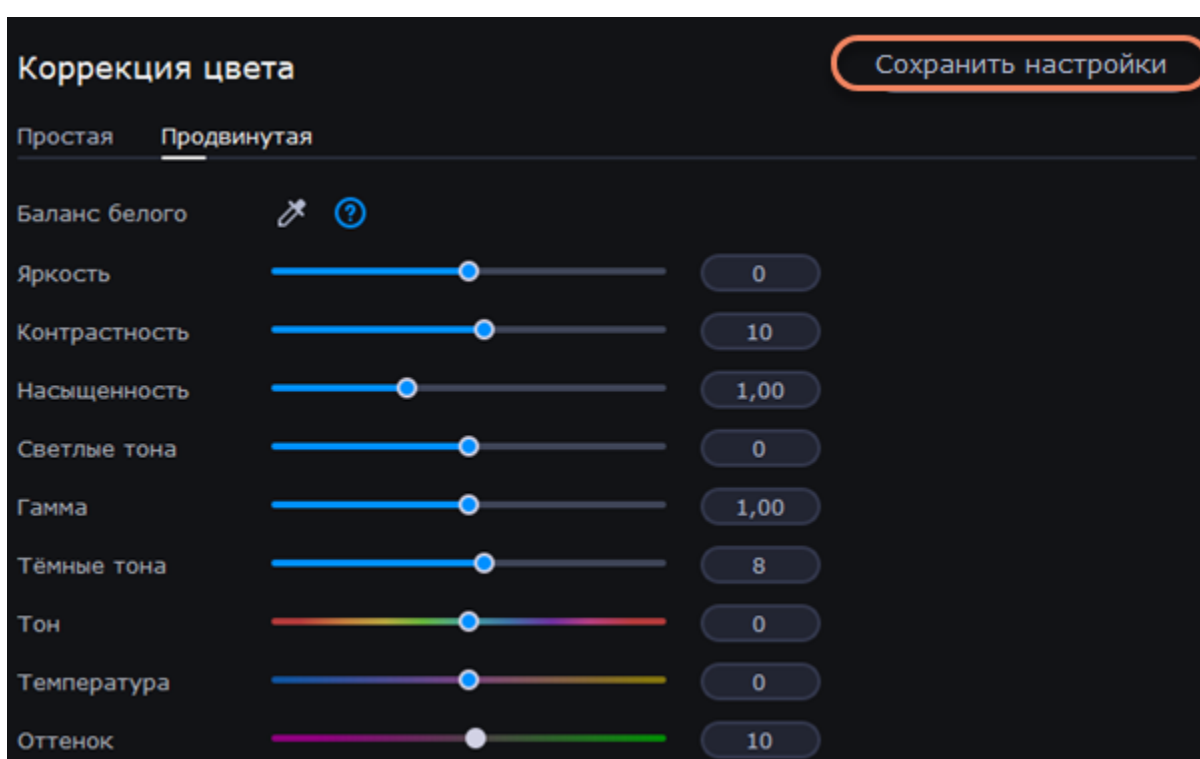 Коррекция цвета
Сохранить настройки
Простая Продвинутая
Баланс белого ?
Яркость 0
Контрастность 10
Насыщенность 1,00
Светлые тона 0
Гамма 1,00
Тёмные тона 8
Тон 0
Температура 0
Оттенок 10